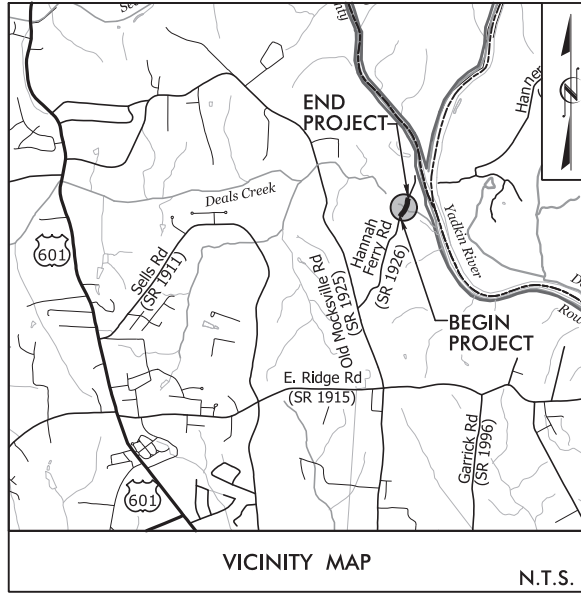 END
PROJECT
Hanner
N
Deals Creek
601
Sells Rd
(SR 1911)
Old Mocksville Rd
(SR 1925)
Hannah
Ferry Rd
(SR 1926)
Yadkin River
BEGIN
PROJECT
E. Ridge Rd
(SR 1915)
Garrick Rd
(SR 1996)
601
VICINITY MAP
N.T.S.